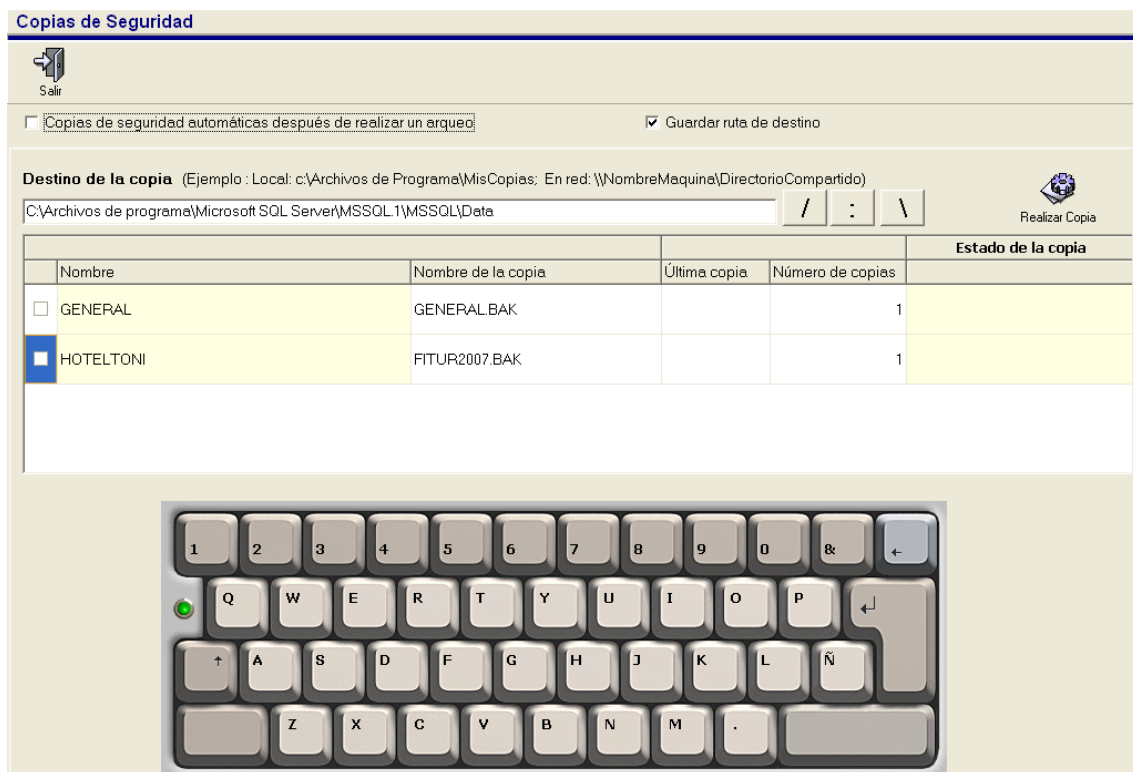 Copias de Seguridad
Salir
Copias de seguridad automáticas después de realizar un arqueo
Guardar ruta de destino
Destino de la copia (Ejemplo : Local: c:\Archivos de Programa\MisCopias; En red: \\NombreMaquina\DirectorioCompartido)
C:\Archivos de programa\Microsoft SQL Server\MSSQL.1\MSSQL\Data
/ : \
Realizar Copia
Estado de la copia
Nombre Nombre de la copia Última copia Número de copias
GENERAL GENERAL.BAK 1
HOTELTONI FITUR2007.BAK 1
1 2 3 4 5 6 7 8 9 0 & ←
Q W E R T Y U I O P ↵
↑ A S D F G H J K L Ñ
Z X C V B N M .